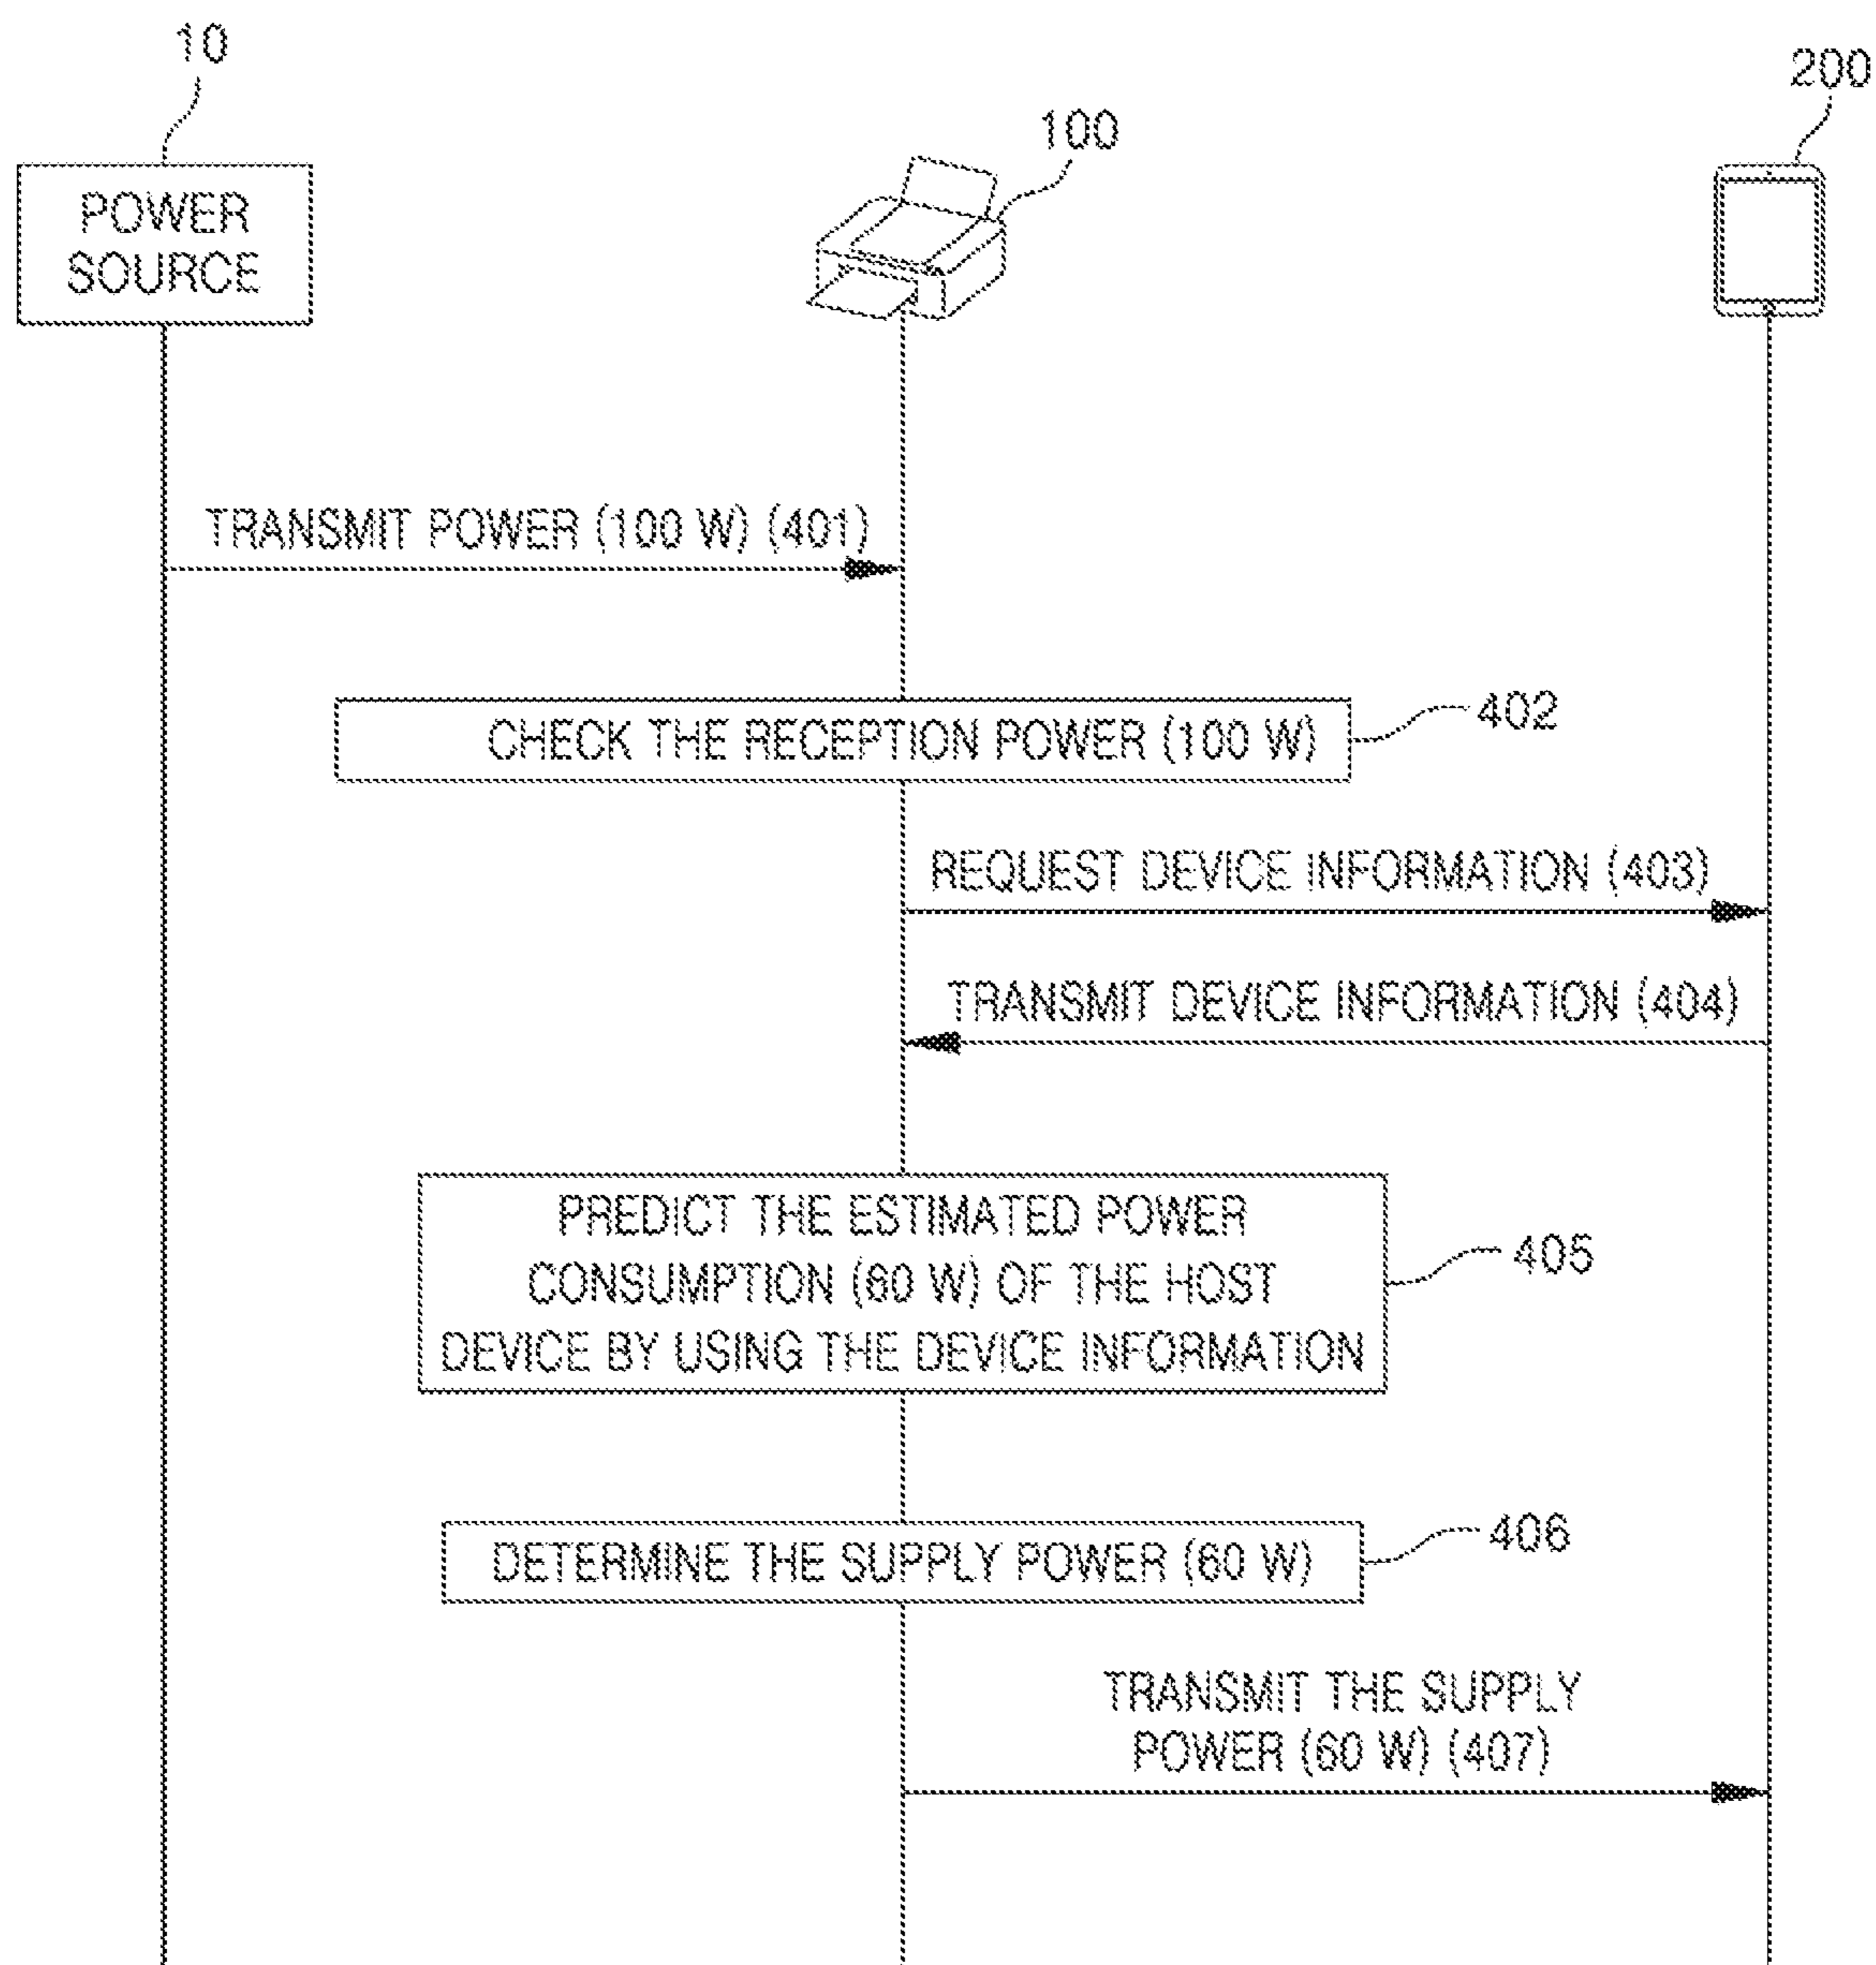 10
200
100
POWER
SOURCE
TRANSMIT POWER (100 W) (401)
CHECK THE RECEPTION POWER (100 W)
402
REQUEST DEVICE INFORMATION (403)
TRANSMIT DEVICE INFORMATION (404)
PREDICT THE ESTIMATED POWER
CONSUMPTION (60 W) OF THE HOST
DEVICE BY USING THE DEVICE INFORMATION
405
DETERMINE THE SUPPLY POWER (60 W)
406
TRANSMIT THE SUPPLY
POWER (60 W) (407)